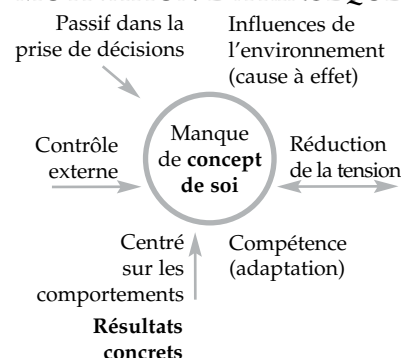 Passif dans la
prise de décisions
Influences de
l’environnement
(cause à effet)
Contrôle
externe
Manque
de concept
de soi
Réduction
de la tension
Centré
sur les
comportements
Compétence
(adaptation)
Résultats
concrets